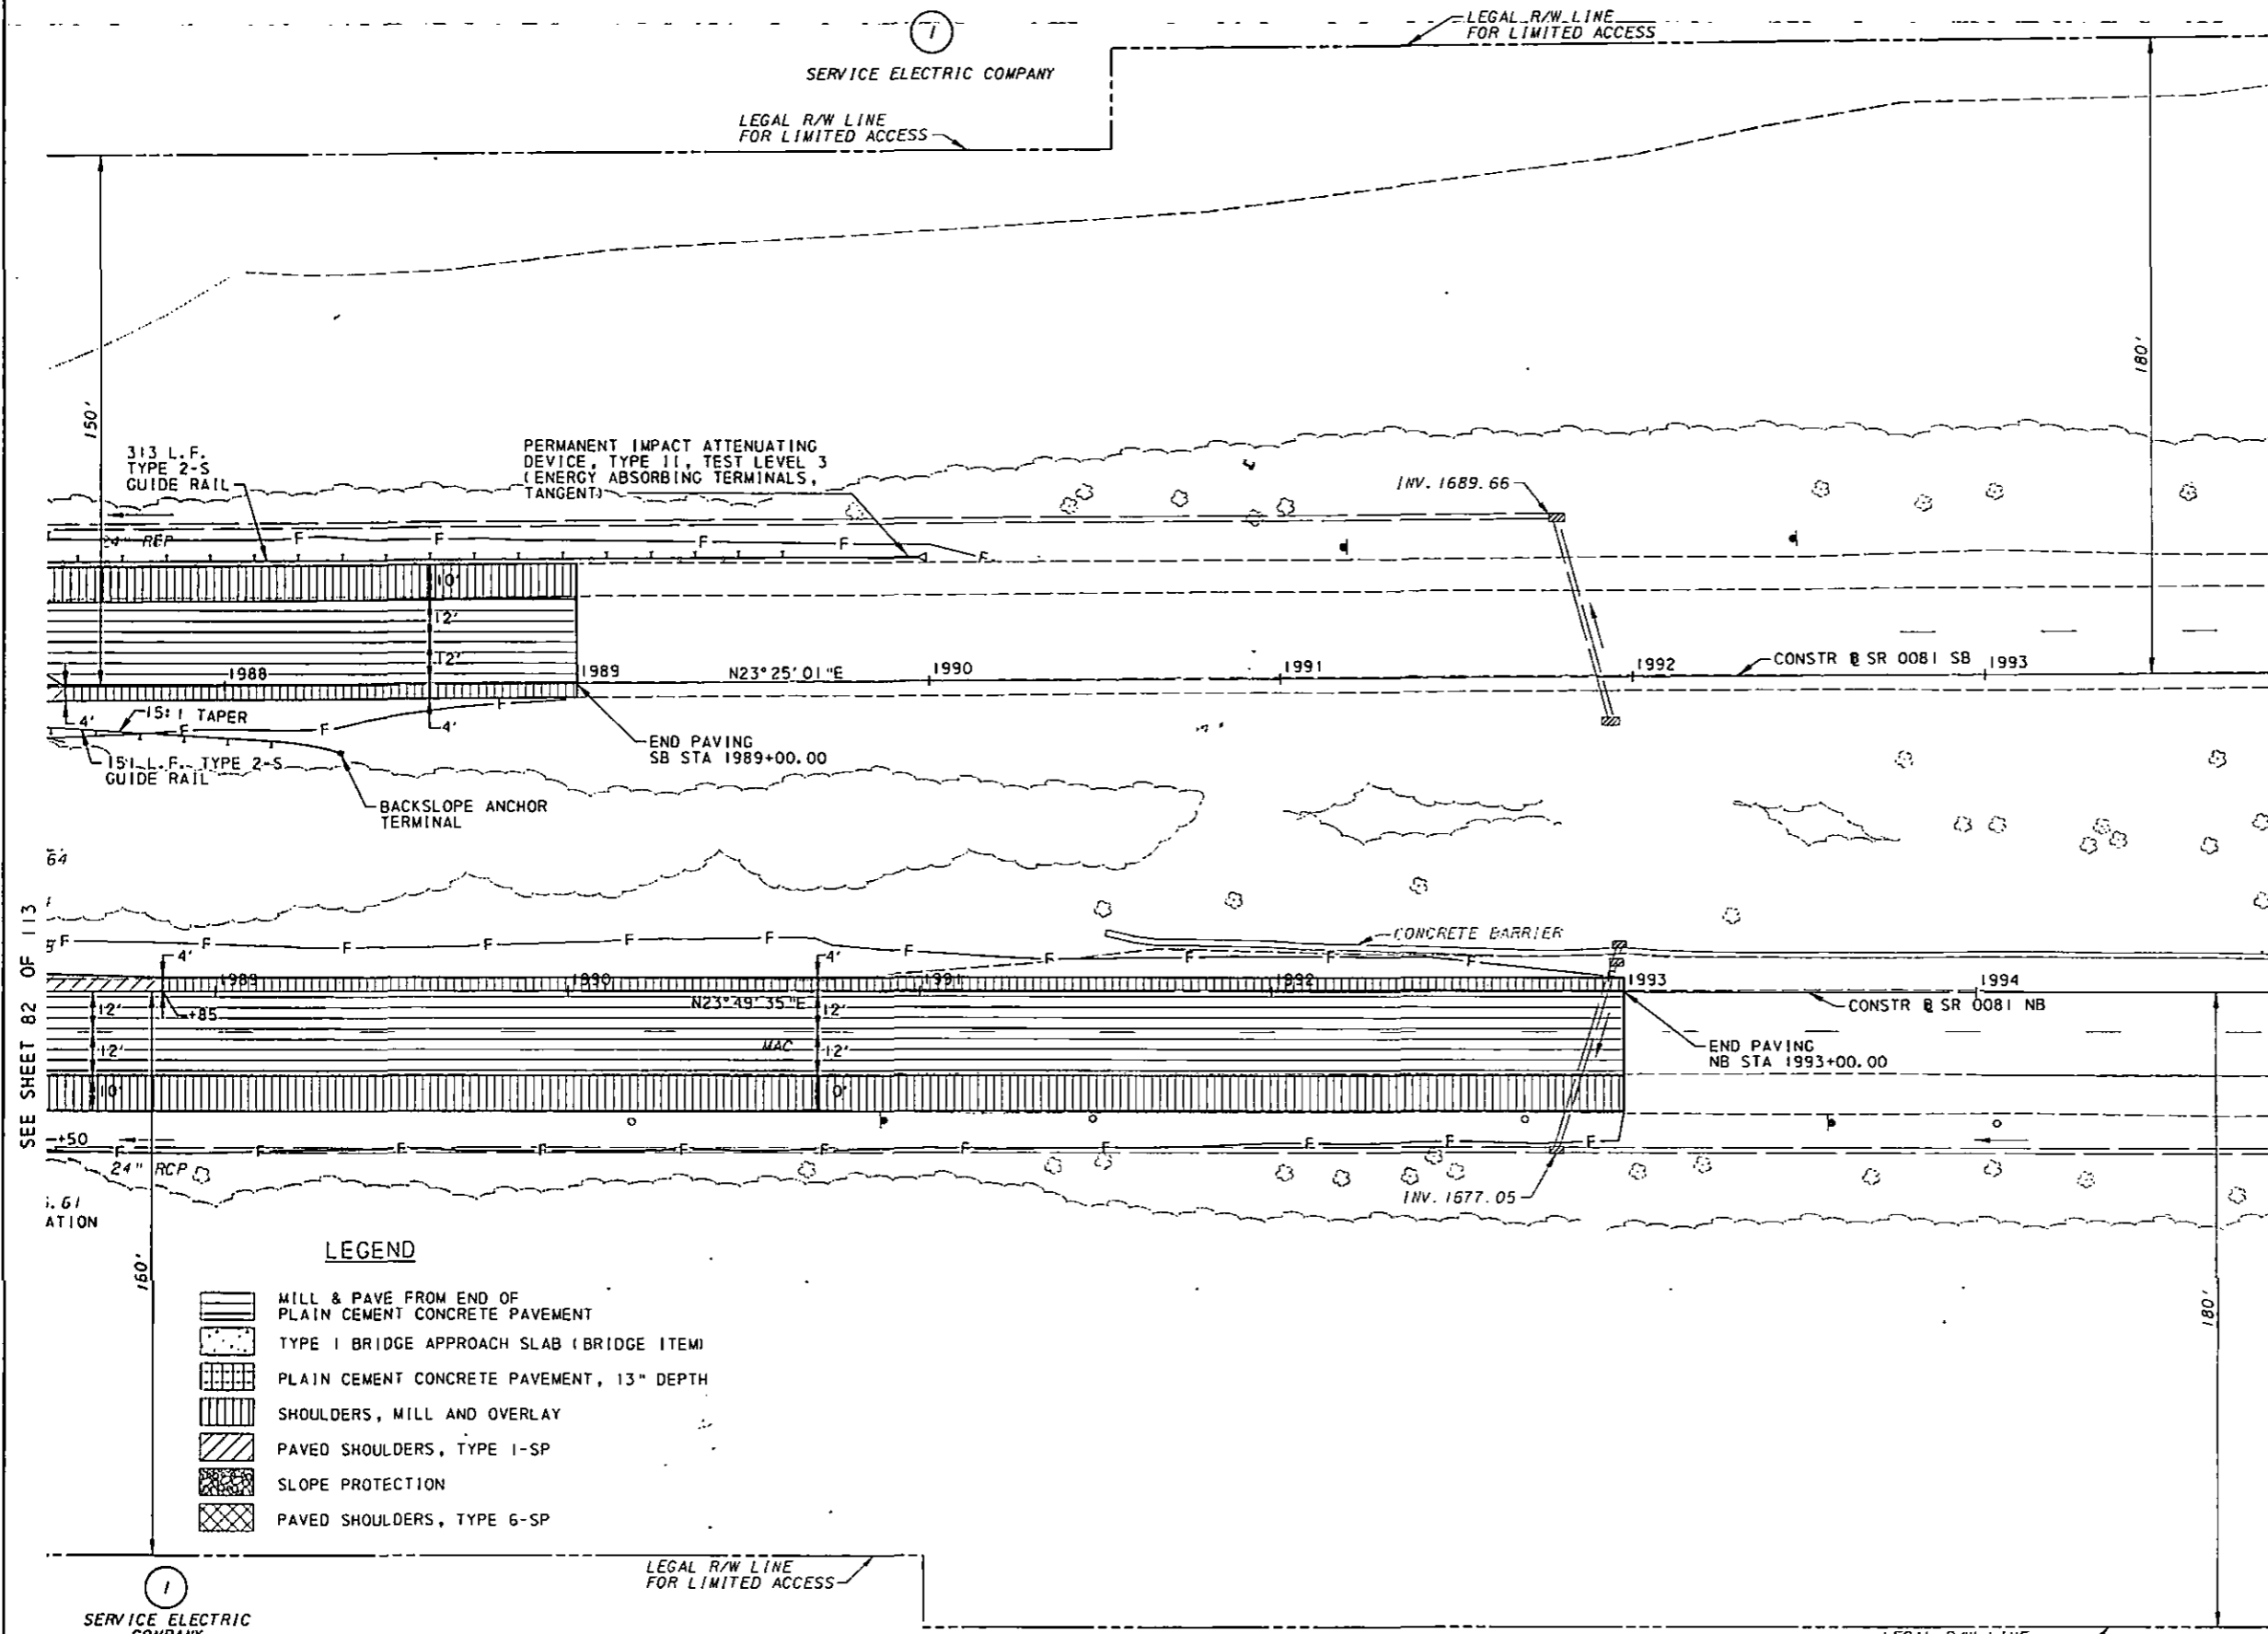 LEGAL R/W LINE
FOR LIMITED ACCESS
1
SERVICE ELECTRIC COMPANY
LEGAL R/W LINE
FOR LIMITED ACCESS
150'
180'
313 L.F.
TYPE 2-S
GUIDE RAIL
PERMANENT IMPACT ATTENUATING
DEVICE, TYPE II, TEST LEVEL 3
(ENERGY ABSORBING TERMINALS,
TANGENT)
INV. 1689.66
F F F F F
10'
12'
12'
4'
1988
1989
N23°25'01"E
1990
1991
1992
CONSTR ℄ SR 0081 SB
1993
4'
15:1 TAPER
F F F
151 L.F. TYPE 2-S
GUIDE RAIL
END PAVING
SB STA 1989+00.00
BACKSLOPE ANCHOR
TERMINAL
64
SEE SHEET 82 OF 113
F F F F F F F F F F F
CONCRETE BARRIER
4'
4'
1989
1990
1991
1992
1993
1994
N23°49'35"E
+85
CONSTR ℄ SR 0081 NB
12'
12'
12'
12'
MAC
10'
END PAVING
NB STA 1993+00.00
+50
F F F F F F F F F F F
24" RCP
INV. 1677.05
.61
ATION
160'
180'
LEGEND
MILL & PAVE FROM END OF
PLAIN CEMENT CONCRETE PAVEMENT
TYPE 1 BRIDGE APPROACH SLAB (BRIDGE ITEM)
PLAIN CEMENT CONCRETE PAVEMENT, 13" DEPTH
SHOULDERS, MILL AND OVERLAY
PAVED SHOULDERS, TYPE 1-SP
SLOPE PROTECTION
PAVED SHOULDERS, TYPE 6-SP
LEGAL R/W LINE
FOR LIMITED ACCESS
1
SERVICE ELECTRIC
COMPANY
LEGAL R/W LINE